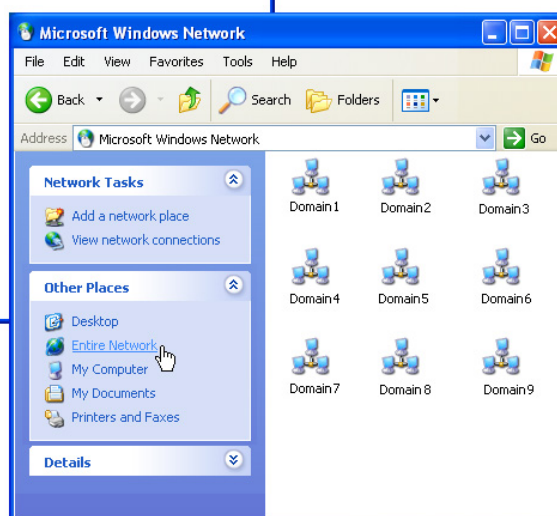 Microsoft Windows Network
File Edit View Favorites Tools Help
Back Search Folders
Address Microsoft Windows Network Go
Network Tasks
Add a network place
View network connections
Other Places
Desktop
Entire Network
My Computer
My Documents
Printers and Faxes
Details
Domain1 Domain2 Domain3
Domain4 Domain5 Domain6
Domain7 Domain 8 Domain9